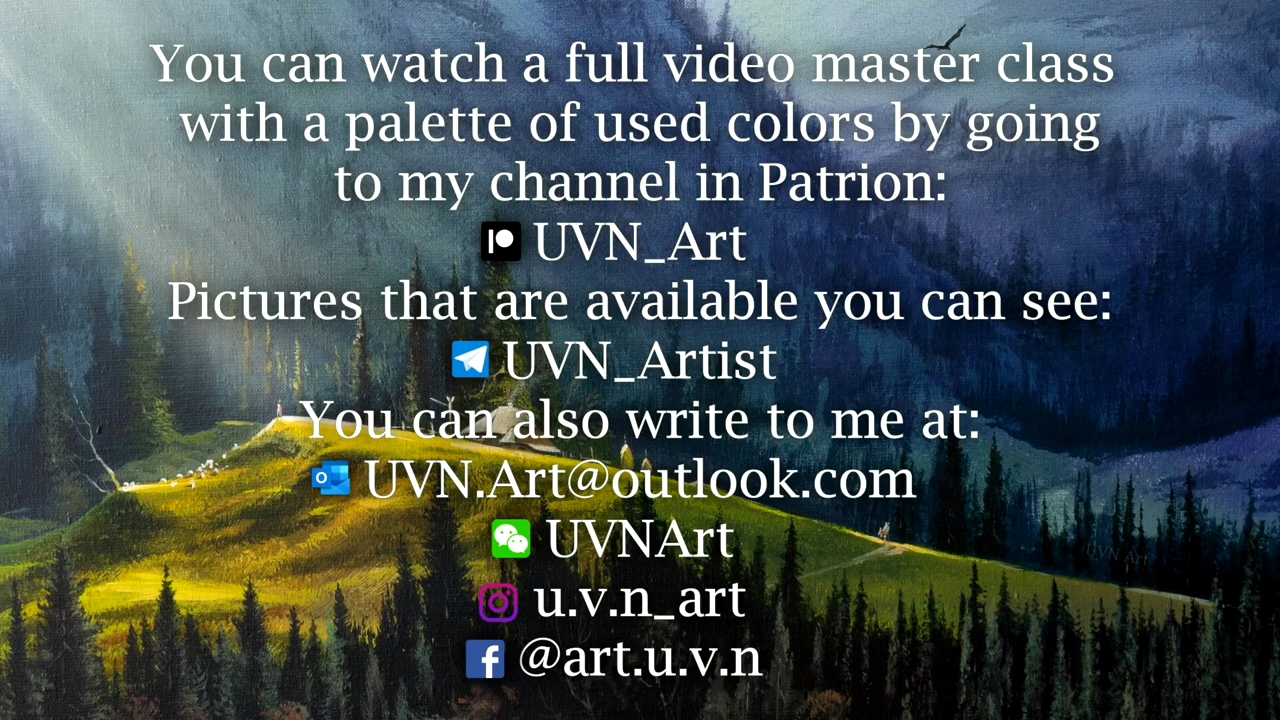 You can watch a full video master class
with a palette of used colors by going
to my channel in Patrion:
UVN_Art
Pictures that are available you can see:
UVN_Artist
You can also write to me at:
UVN.Art@outlook.com
UVNArt
u.v.n_art
@art.u.v.n
UVN ART